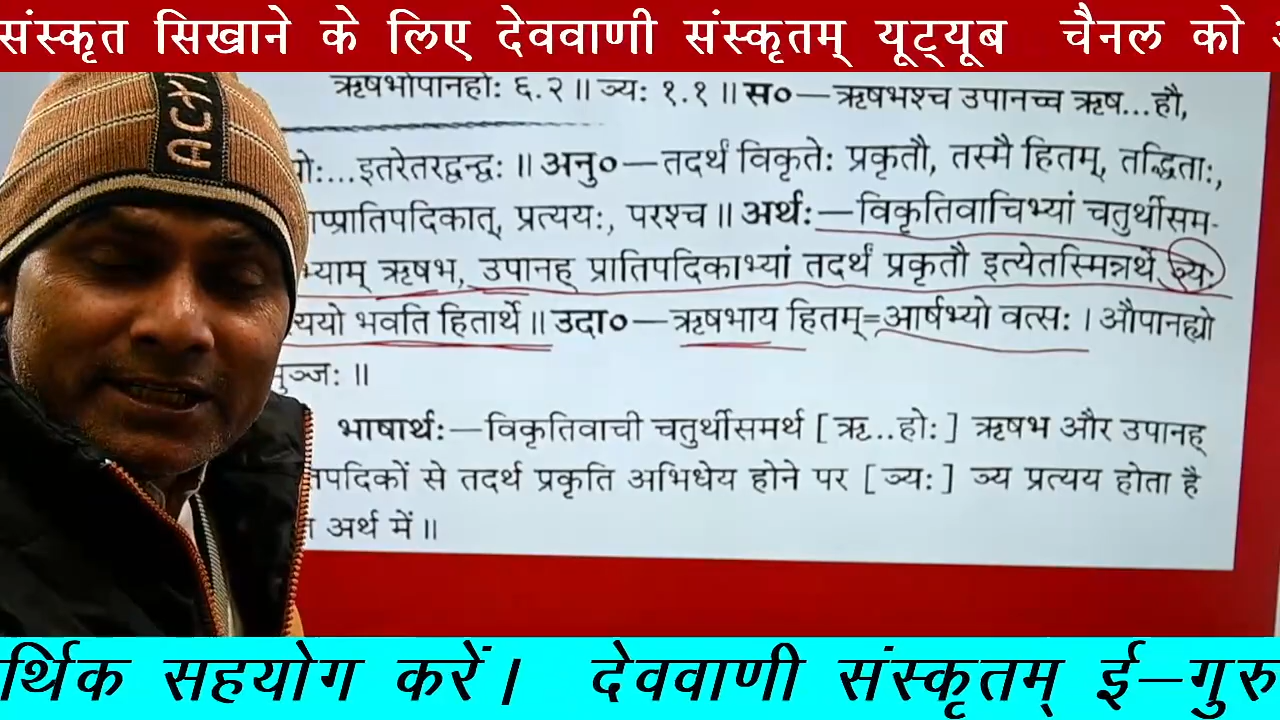 संस्कृत सिखाने के लिए देववाणी संस्कृतम् यूट्यूब चैनल को
ऋषभोपानहोः ६.२॥ ञ्यः १.१॥ स०—ऋषभश्च उपानच्च ऋष...हौ,
...इतरेतरद्वन्द्वः॥ अनु०—तदर्थं विकृतेः प्रकृतौ, तस्मै हितम्, तद्धिताः,
प्रातिपदिकात्, प्रत्ययः, परश्च॥ अर्थः—विकृतिवाचिभ्यां चतुर्थीसम-
भ्याम् ऋषभ, उपानह् प्रातिपदिकाभ्यां तदर्थं प्रकृतौ इत्येतस्मिन्नर्थे ञ्यः
ययो भवति हितार्थे॥ उदा०—ऋषभाय हितम्=आर्षभ्यो वत्सः। औपानह्यो
मुञ्जः॥
भाषार्थः—विकृतिवाची चतुर्थीसमर्थ [ऋ..होः] ऋषभ और उपानह्
तिपदिकों से तदर्थ प्रकृति अभिधेय होने पर [ञ्यः] ञ्य प्रत्यय होता है
अर्थ में॥
ACTI
र्थिक सहयोग करें। देववाणी संस्कृतम् ई–गुरु